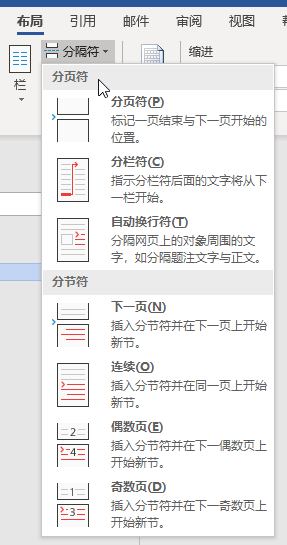 布局 引用 邮件 审阅 视图
分隔符 缩进
栏
分页符
分页符(P)
标记一页结束与下一页开始的
位置。
分栏符(C)
指示分栏符后面的文字将从下
一栏开始。
自动换行符(T)
分隔网页上的对象周围的文
字，如分隔题注文字与正文。
分节符
下一页(N)
插入分节符并在下一页上开始
新节。
连续(O)
插入分节符并在同一页上开始
新节。
偶数页(E)
2
4
插入分节符并在下一偶数页上
开始新节。
奇数页(D)
1
3
插入分节符并在下一奇数页上
开始新节。